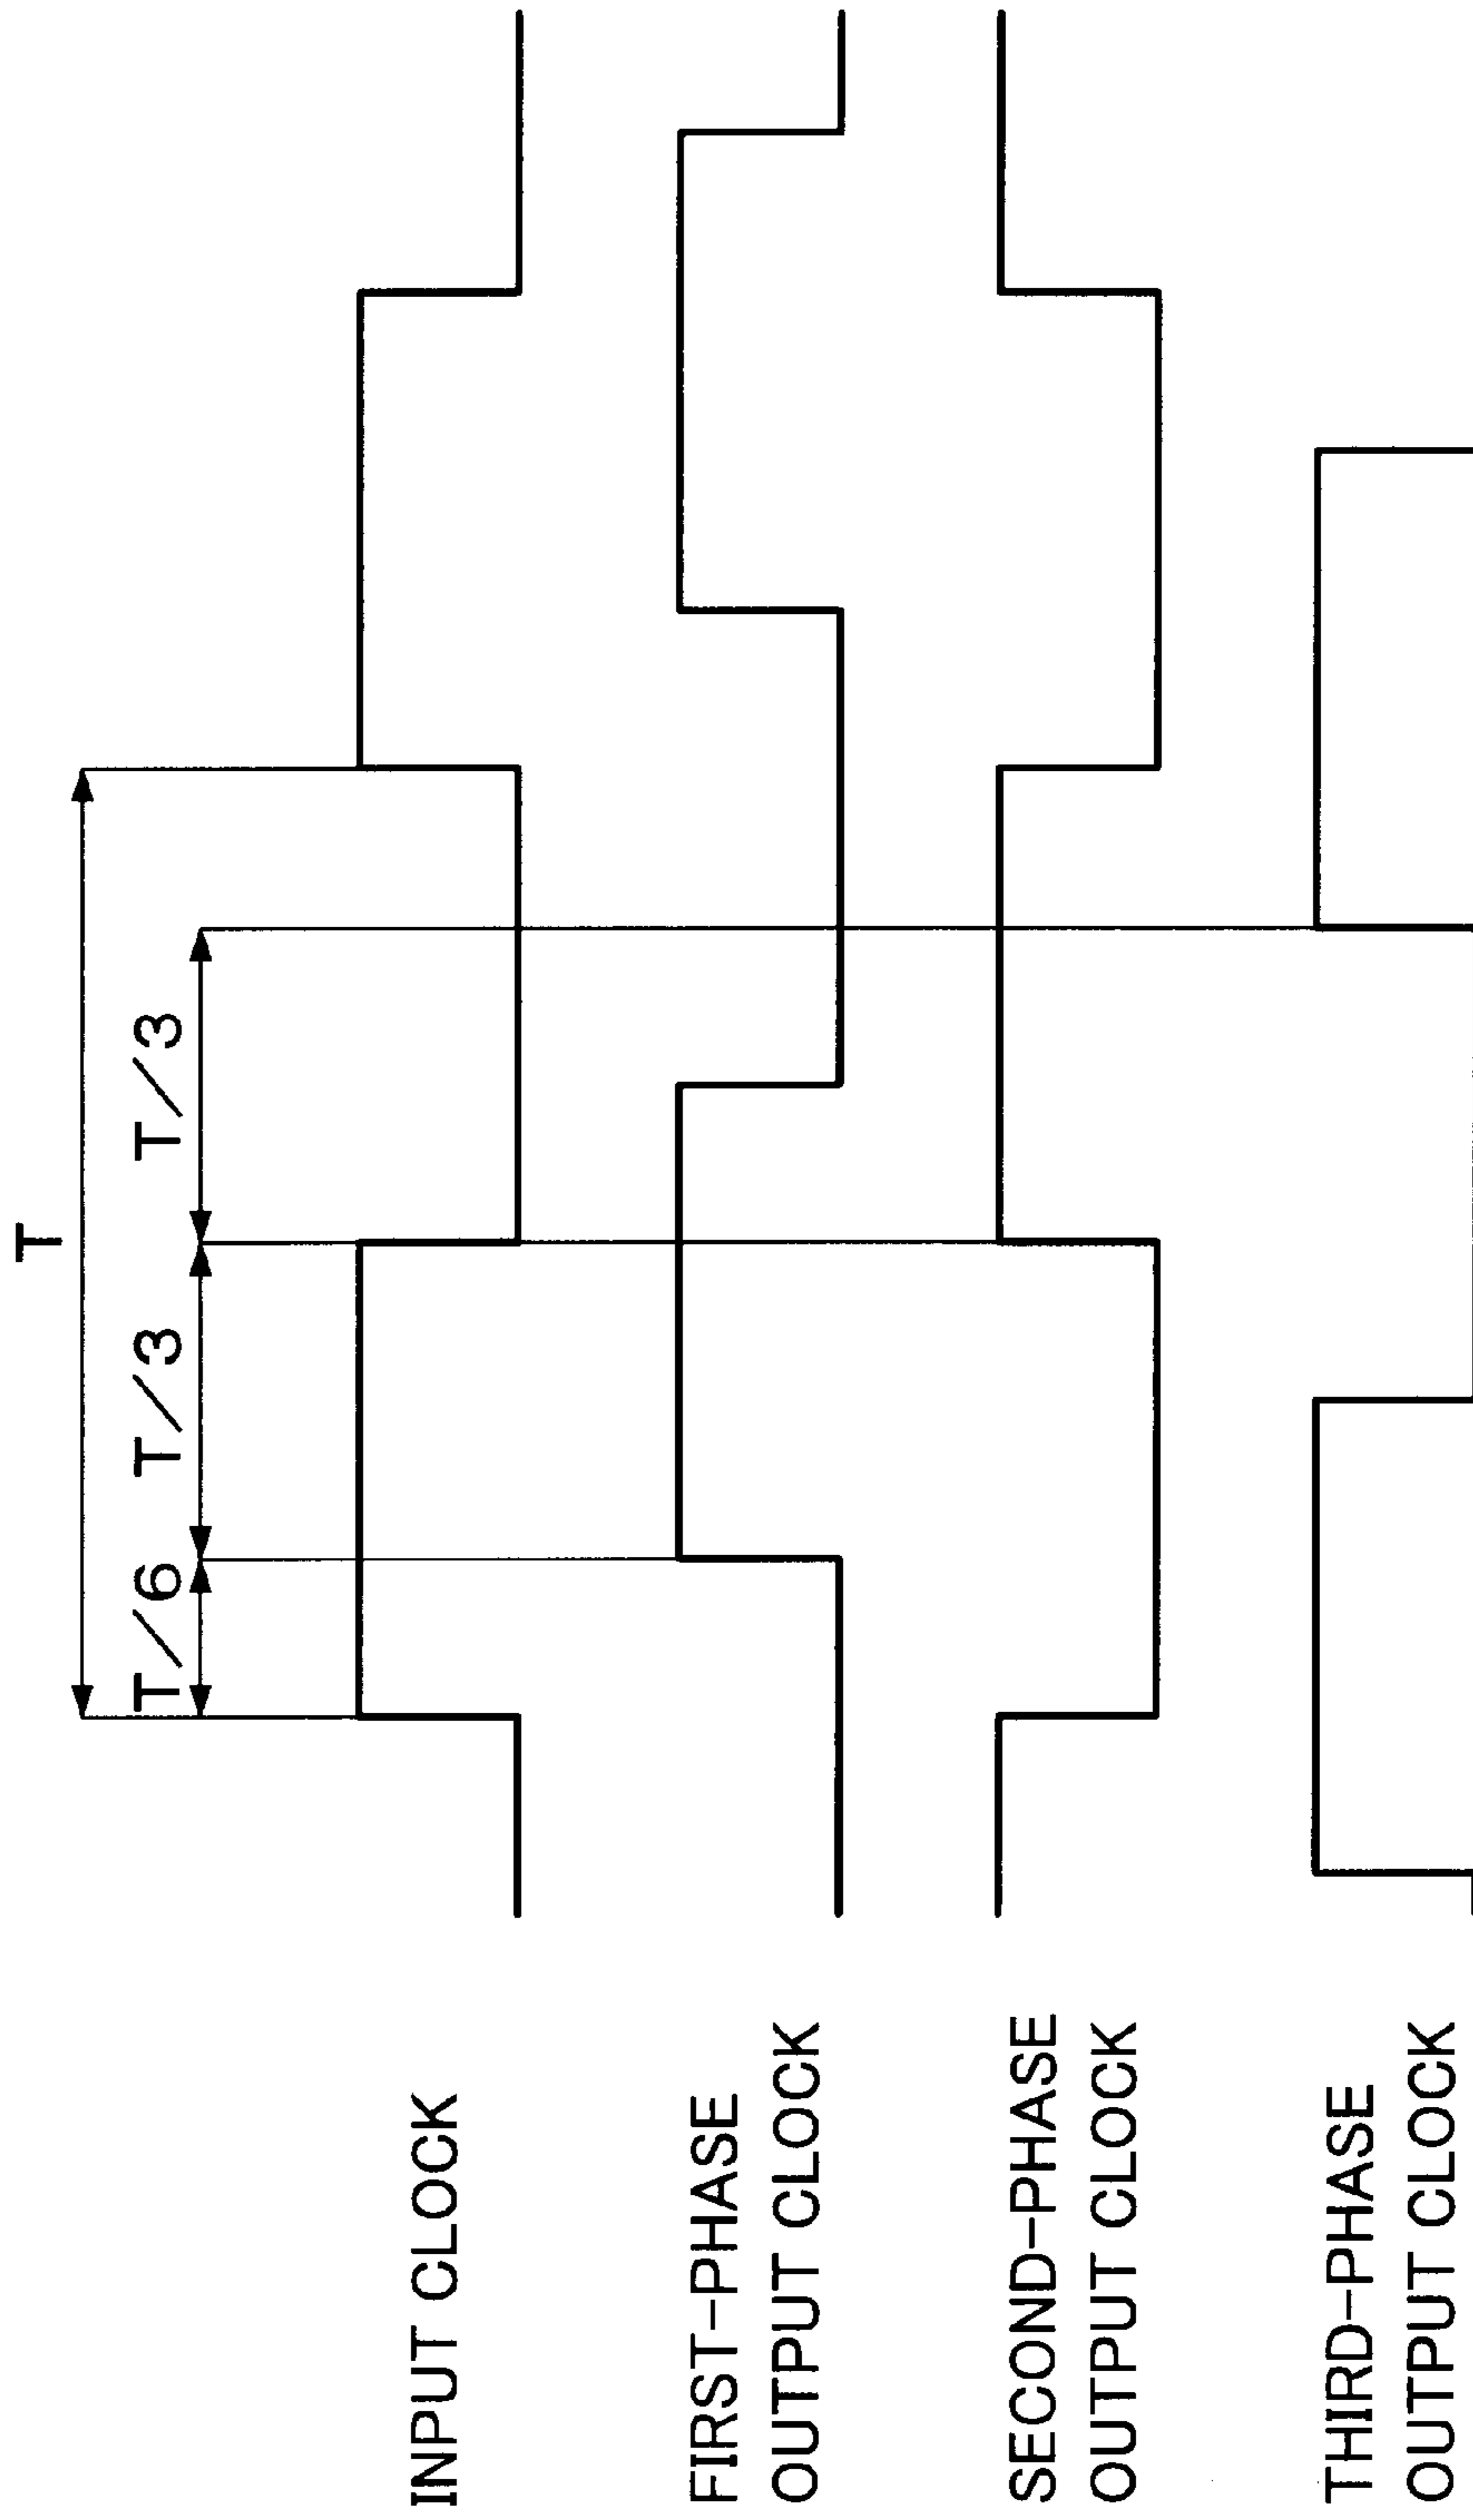 T
T/6 T/3 T/3
INPUT CLOCK
FIRST-PHASE
OUTPUT CLOCK
SECOND-PHASE
OUTPUT CLOCK
THIRD-PHASE
OUTPUT CLOCK